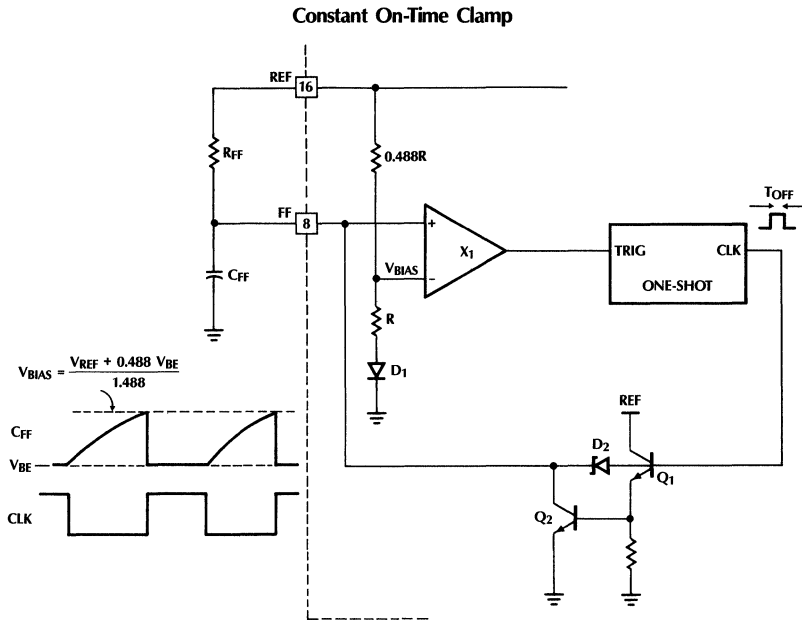 Constant On-Time Clamp
REF
16
RFF
0.488R
FF
8
+
X1
VBIAS
−
CFF
R
D1
TOFF
TRIG
CLK
ONE-SHOT
VBIAS = VREF + 0.488 VBE
1.488
CFF
VBE
CLK
REF
D2
Q1
Q2